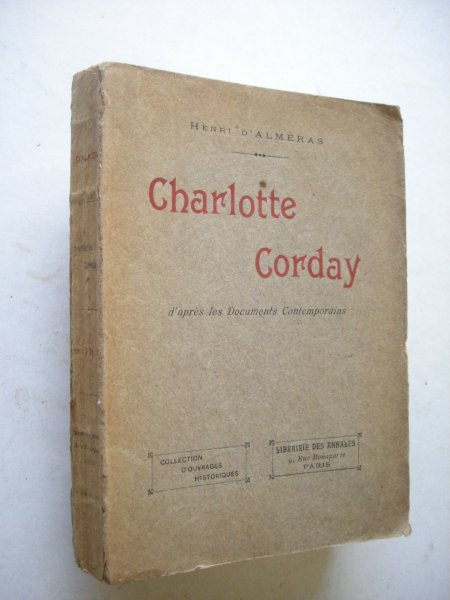 HENRI D'ALMÉRAS
Charlotte
Corday
d'après les Documents Contemporains
COLLECTION
D'OUVRAGES
HISTORIQUES
LIBRAIRIE DES ANNALES
9, Rue Bonaparte
PARIS